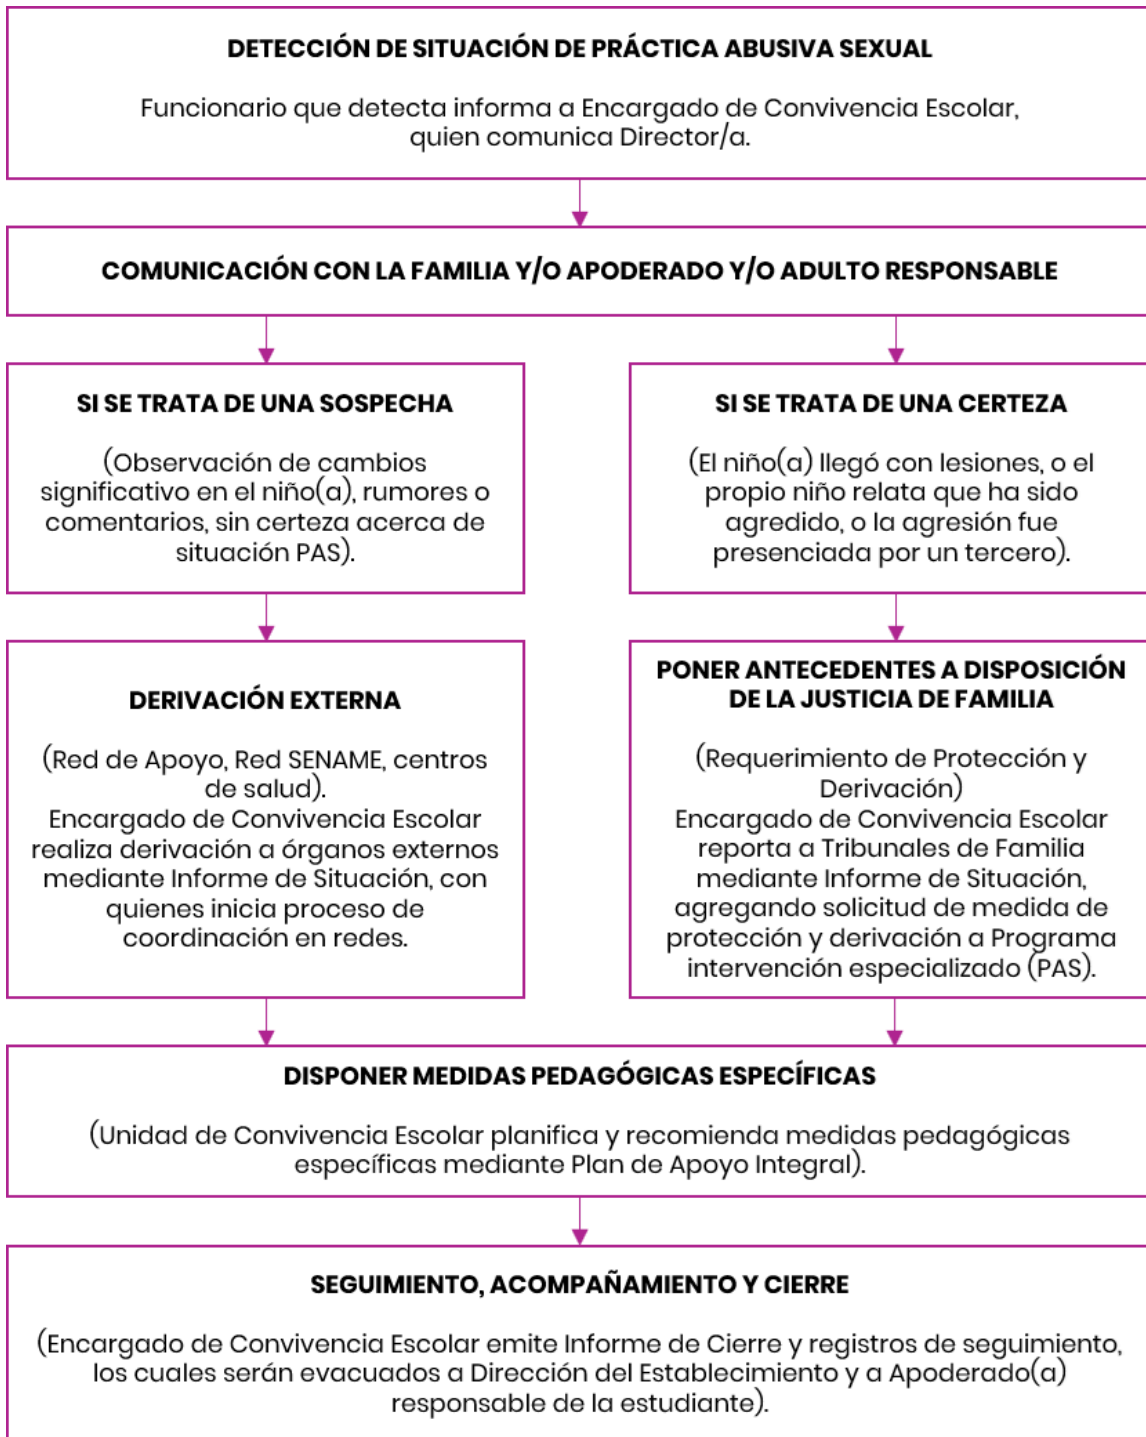 DETECCIÓN DE SITUACIÓN DE PRÁCTICA ABUSIVA SEXUAL
Funcionario que detecta informa a Encargado de Convivencia Escolar,
quien comunica Director/a.
COMUNICACIÓN CON LA FAMILIA Y/O APODERADO Y/O ADULTO RESPONSABLE
SI SE TRATA DE UNA SOSPECHA
(Observación de cambios
significativo en el niño(a), rumores o
comentarios, sin certeza acerca de
situación PAS).
SI SE TRATA DE UNA CERTEZA
(El niño(a) llegó con lesiones, o el
propio niño relata que ha sido
agredido, o la agresión fue
presenciada por un tercero).
DERIVACIÓN EXTERNA
(Red de Apoyo, Red SENAME, centros
de salud).
Encargado de Convivencia Escolar
realiza derivación a órganos externos
mediante Informe de Situación, con
quienes inicia proceso de
coordinación en redes.
PONER ANTECEDENTES A DISPOSICIÓN
DE LA JUSTICIA DE FAMILIA
(Requerimiento de Protección y
Derivación)
Encargado de Convivencia Escolar
reporta a Tribunales de Familia
mediante Informe de Situación,
agregando solicitud de medida de
protección y derivación a Programa
intervención especializado (PAS).
DISPONER MEDIDAS PEDAGÓGICAS ESPECÍFICAS
(Unidad de Convivencia Escolar planifica y recomienda medidas pedagógicas
específicas mediante Plan de Apoyo Integral).
SEGUIMIENTO, ACOMPAÑAMIENTO Y CIERRE
(Encargado de Convivencia Escolar emite Informe de Cierre y registros de seguimiento,
los cuales serán evacuados a Dirección del Establecimiento y a Apoderado(a)
responsable de la estudiante).